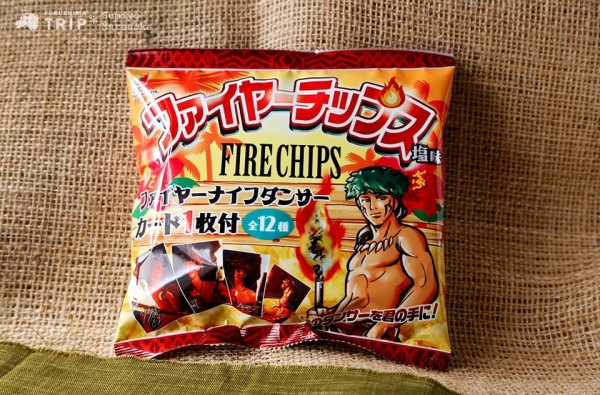 FUKUSHIMA
TRIP
ファイヤーチップス
塩味
FIRE CHIPS
ファイヤーナイフダンサー
カード1枚付
全12種
ダンサーを君の手に!